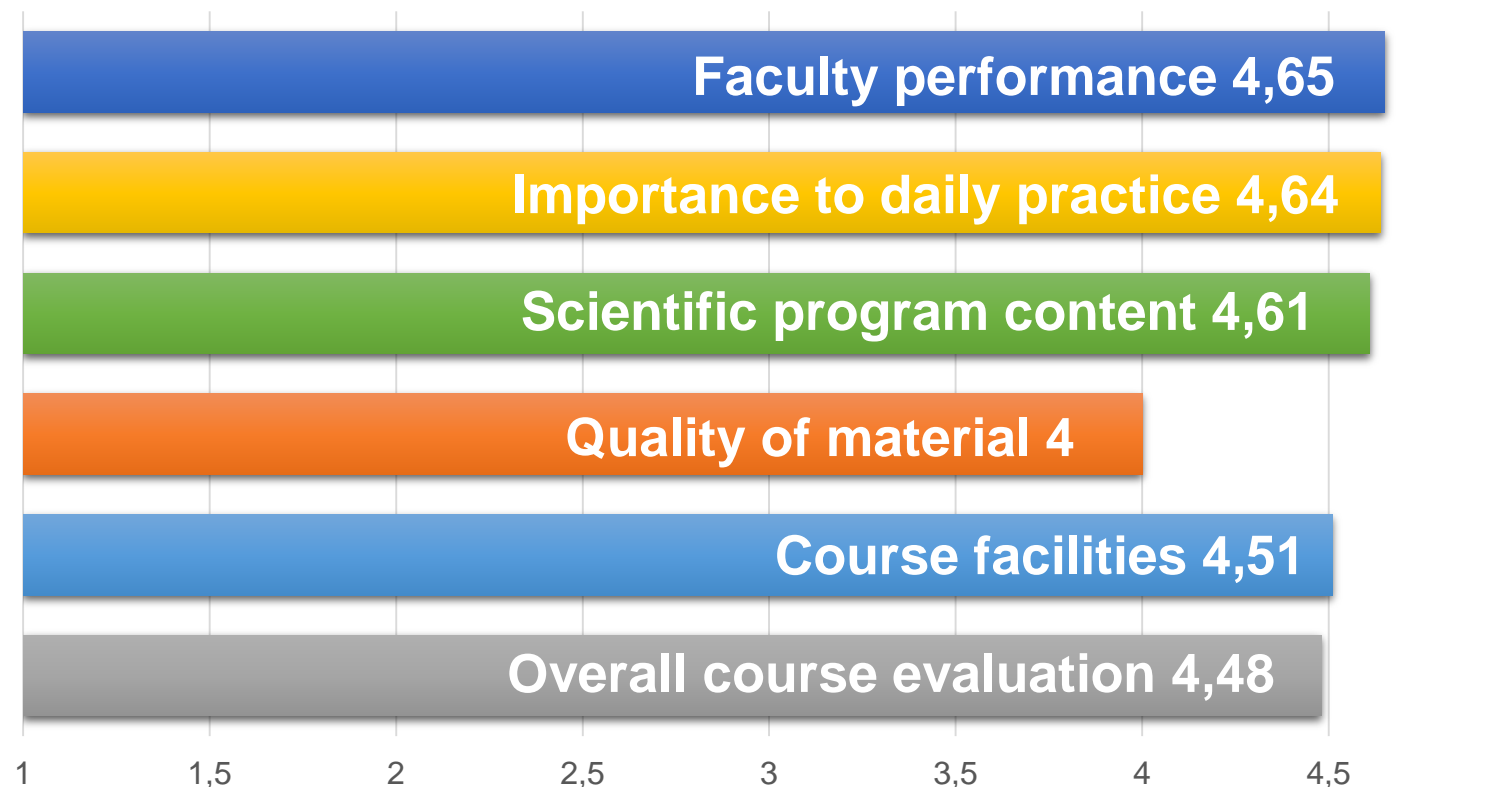 Faculty performance 4,65
Importance to daily practice 4,64
Scientific program content 4,61
Quality of material 4
Course facilities 4,51
Overall course evaluation 4,48
1 1,5 2 2,5 3 3,5 4 4,5